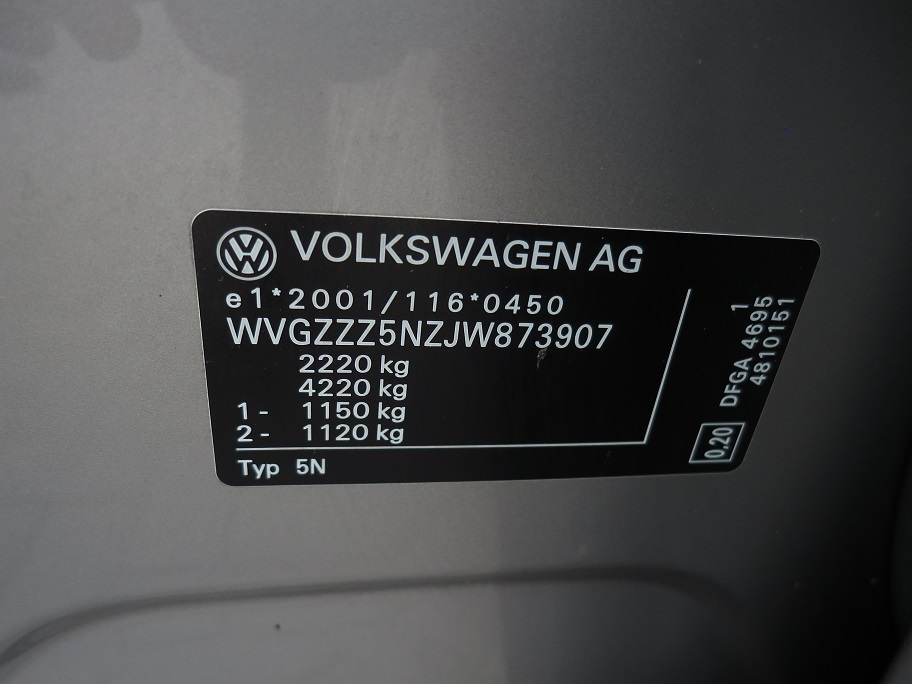 VOLKSWAGEN AG
e1*2001/116*0450
WVGZZZ5NZJW873907
2220 kg
4220 kg
1- 1150 kg
2- 1120 kg
Typ 5N
1
DFGA 4695
4810151
0.20